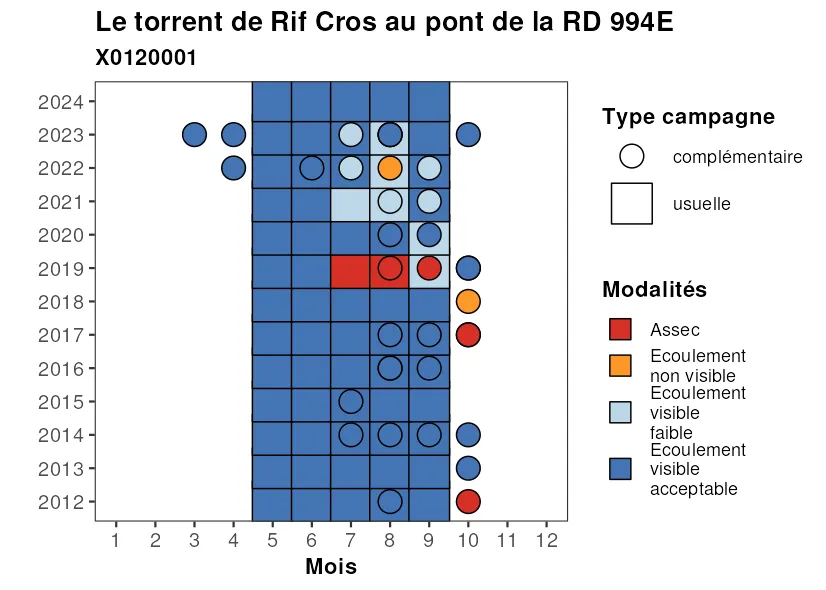 Le torrent de Rif Cros au pont de la RD 994E
X0120001
2024
2023
2022
2021
2020
2019
2018
2017
2016
2015
2014
2013
2012
1 2 3 4 5 6 7 8 9 10 11 12
Mois
Type campagne
complémentaire
usuelle
Modalités
Assec
Ecoulement
non visible
Ecoulement
visible
faible
Ecoulement
visible
acceptable